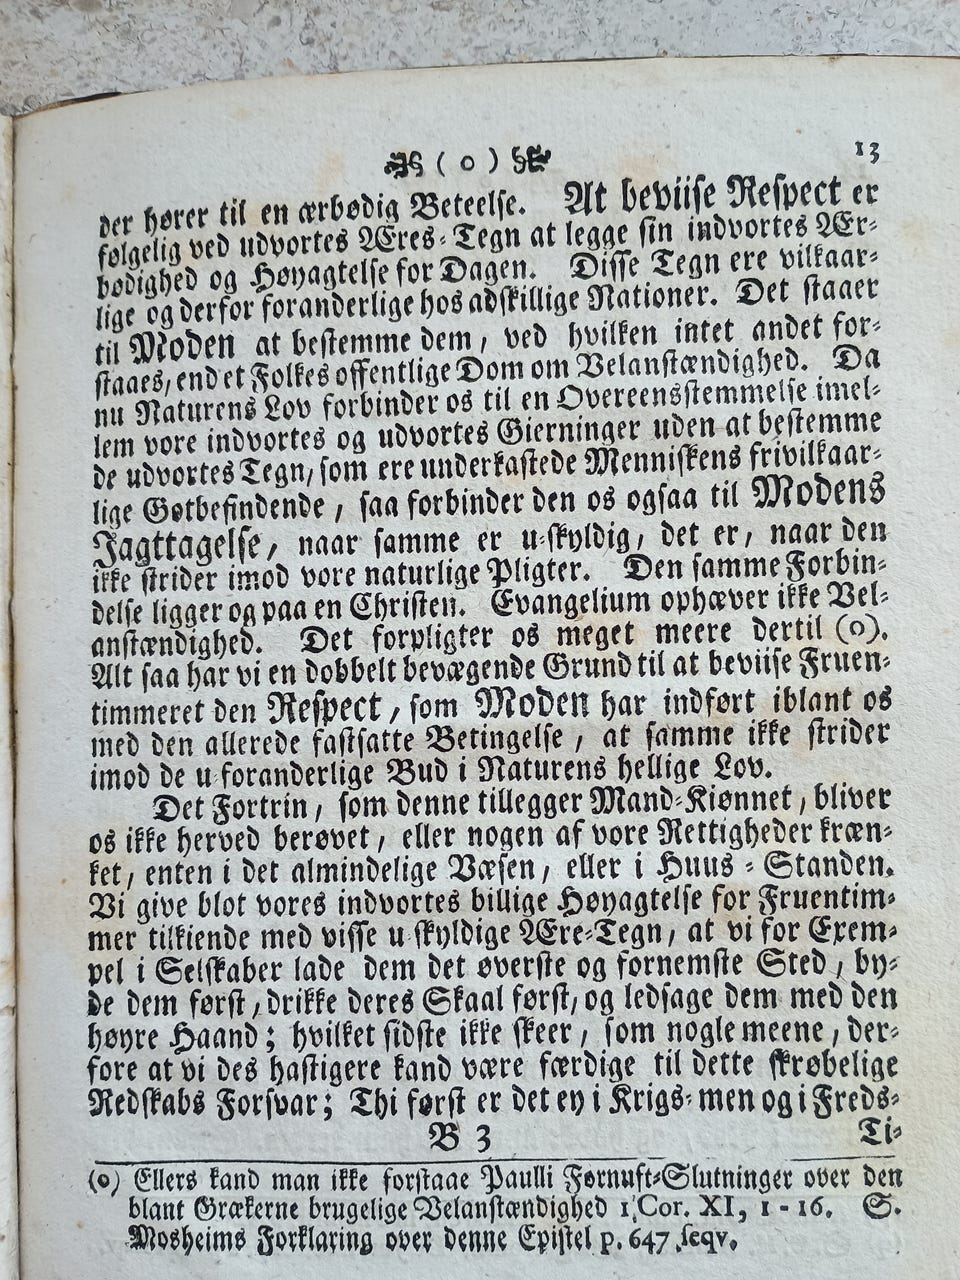 ( o ) 13
der hører til en ærbødig Beteelse. At beviise Respect er
følgelig ved udvortes Æres-Tegn at legge sin indvortes Ær-
bødighed og Høyagtelse for Dagen. Disse Tegn ere vilkaar-
lige og derfor foranderlige hos adskillige Nationer. Det staaer
til Moden at bestemme dem, ved hvilken intet andet for-
staaes, end et Folkes offentlige Dom om Velanstændighed. Da
nu Naturens Lov forbinder os til en Overeensstemmelse imel-
lem vore indvortes og udvortes Gierninger uden at bestemme
de udvortes Tegn, som ere underkastede Menniskens frivilkaar-
lige Gotbefindende, saa forbinder den os ogsaa til Modens
Jagttagelse, naar samme er u-skyldig, det er, naar den
ikke strider imod vore naturlige Pligter. Den samme Forbin-
delse ligger og paa en Christen. Evangelium ophæver ikke Vel-
anstændighed. Det forpligter os meget meere dertil (o).
Alt saa har vi en dobbelt bevægende Grund til at beviise Fruen-
timmeret den Respect, som Moden har indført iblant os
med den allerede fastsatte Betingelse, at samme ikke strider
imod de u-foranderlige Bud i Naturens hellige Lov.
Det Fortrin, som denne tillegger Mand-Kiønnet, bliver
os ikke herved berøvet, eller nogen af vore Rettigheder kræn-
ket, enten i det almindelige Væsen, eller i Huus-Standen.
Vi give blot vores indvortes billige Høyagtelse for Fruentim-
mer tilkiende med visse u-skyldige Ære-Tegn, at vi for Exem-
pel i Selskaber lade dem det øverste og fornemste Sted, by-
de dem først, drikke deres Skaal først, og ledsage dem med den
høyre Haand; hvilket sidste ikke skeer, som nogle meene, der-
fore at vi des hastigere kand være færdige til dette skrøbelige
Redskabs Forsvar; Thi først er det ey i Krigs- men og i Freds-
B 3 Ti-
(o) Ellers kand man ikke forstaae Paulli Fornuft-Slutninger over den
blant Grækerne brugelige Velanstændighed 1 Cor. XI, 1 - 16. S.
Mosheims Forklaring over denne Epistel p. 647 seqv.